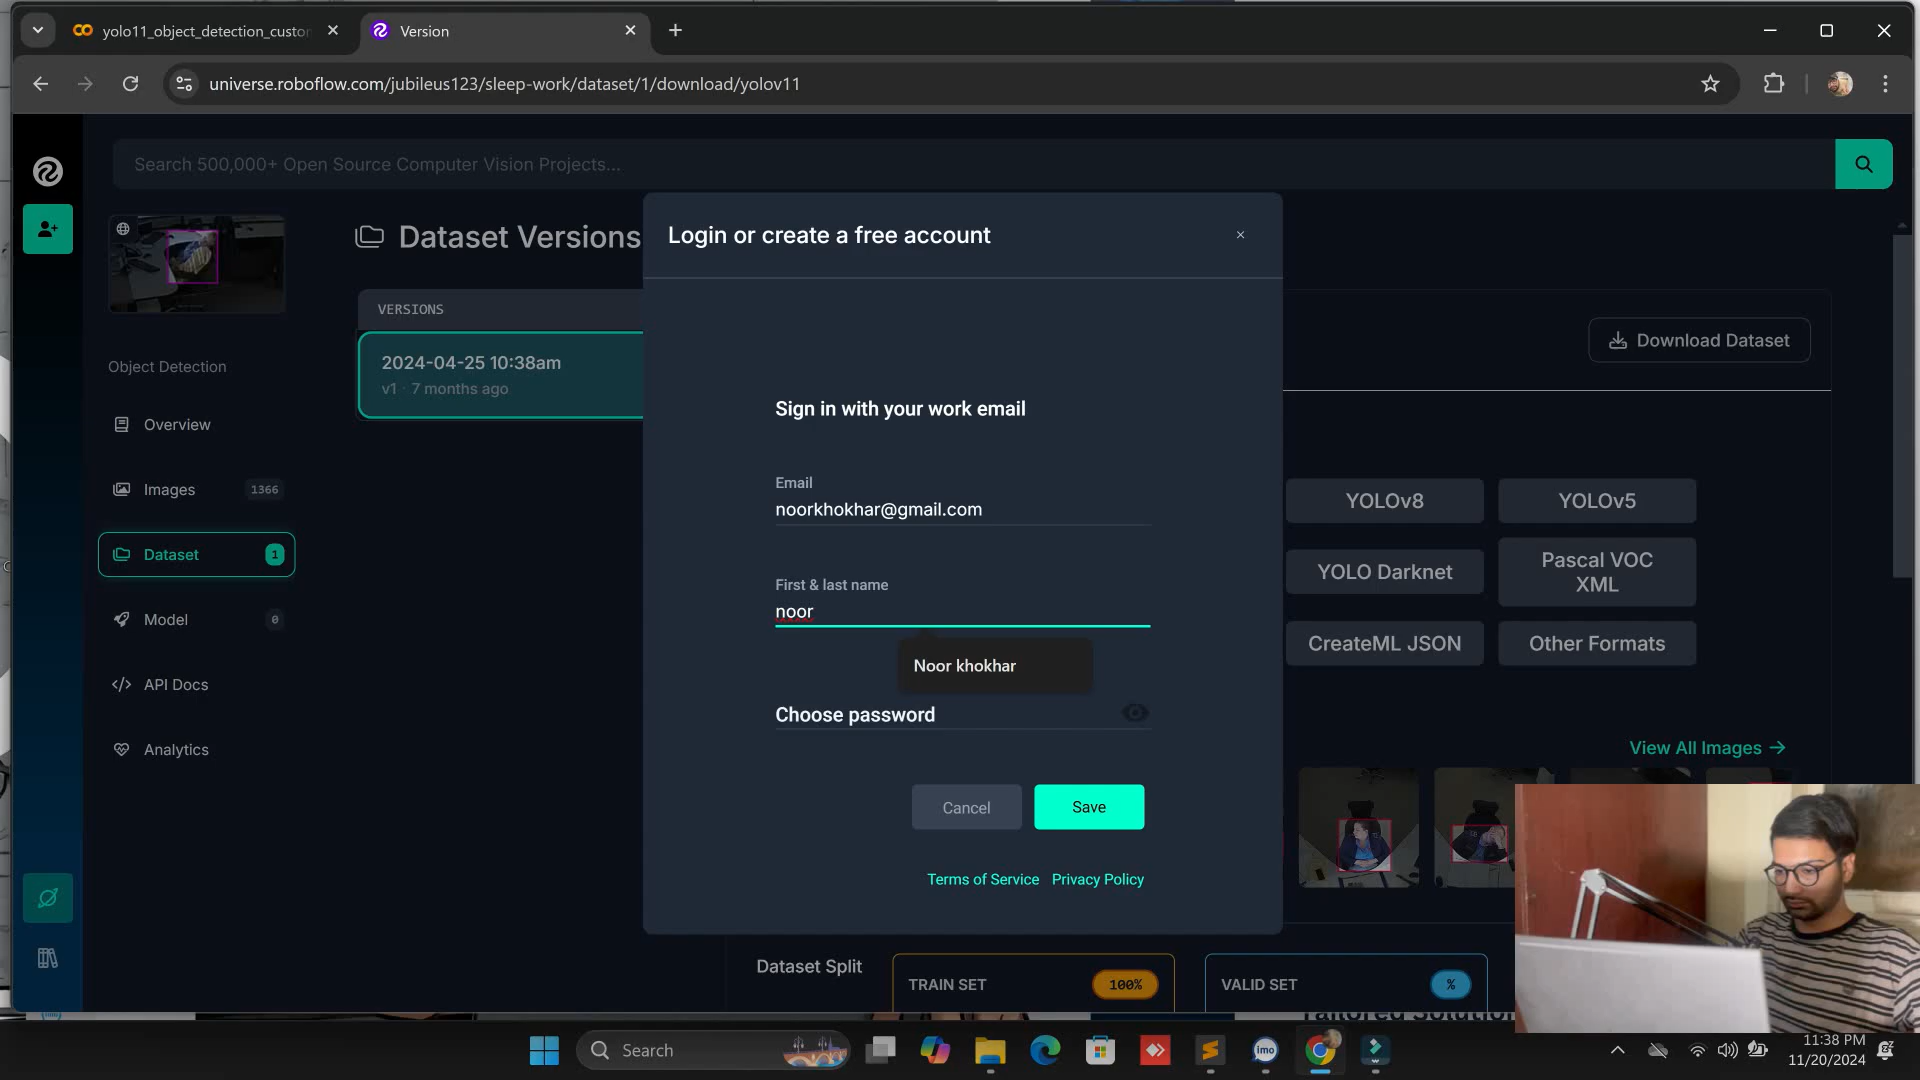 yolo11_object_detection_custon
Version
universe.roboflow.com/jubileus123/sleep-work/dataset/1/download/yolov11
Search 500,000+ Open Source Computer Vision Projects...
Object Detection
Overview
Images 1366
Dataset 1
Model 0
API Docs
Analytics
Dataset Versions
VERSIONS
2024-04-25 10:38am
v1 · 7 months ago
Login or create a free account
×
Sign in with your work email
Email
noorkhokhar@gmail.com
First & last name
noor
Noor khokhar
Choose password
Cancel
Save
Terms of Service Privacy Policy
Download Dataset
YOLOv8
YOLOv5
YOLO Darknet
Pascal VOC
XML
CreateML JSON
Other Formats
View All Images →
Dataset Split
TRAIN SET 100%
VALID SET %
Search
imo
11:38 PM
11/20/2024